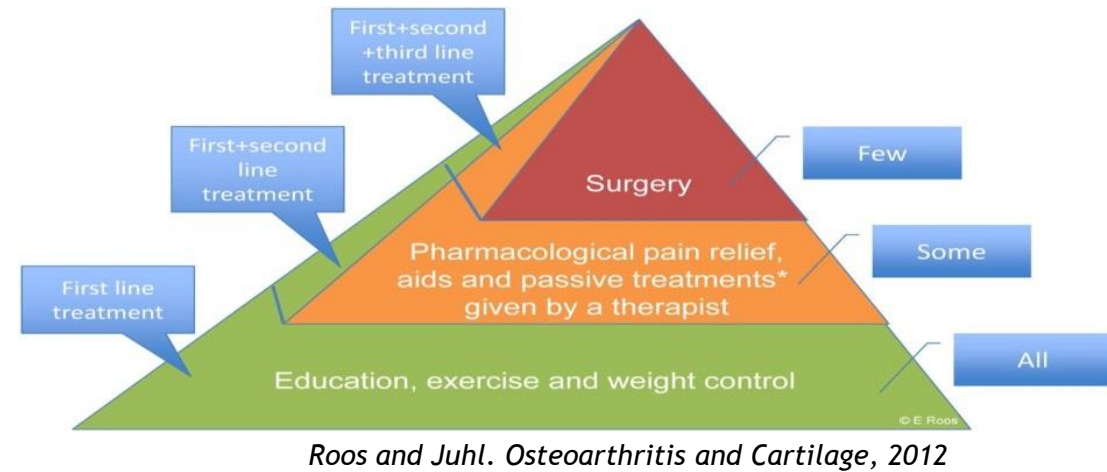 First+second
+third line
treatment
First+second
line
treatment
First line
treatment
Surgery
Few
Pharmacological pain relief,
aids and passive treatments*
given by a therapist
Some
Education, exercise and weight control
All
© E Roos
Roos and Juhl. Osteoarthritis and Cartilage, 2012